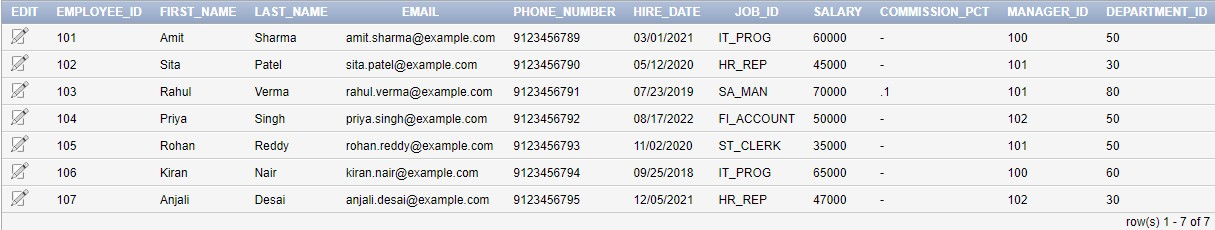 EDIT EMPLOYEE_ID FIRST_NAME LAST_NAME EMAIL PHONE_NUMBER HIRE_DATE JOB_ID SALARY COMMISSION_PCT MANAGER_ID DEPARTMENT_ID
101 Amit Sharma amit.sharma@example.com 9123456789 03/01/2021 IT_PROG 60000 - 100 50
102 Sita Patel sita.patel@example.com 9123456790 05/12/2020 HR_REP 45000 - 101 30
103 Rahul Verma rahul.verma@example.com 9123456791 07/23/2019 SA_MAN 70000 .1 101 80
104 Priya Singh priya.singh@example.com 9123456792 08/17/2022 FI_ACCOUNT 50000 - 102 50
105 Rohan Reddy rohan.reddy@example.com 9123456793 11/02/2020 ST_CLERK 35000 - 101 50
106 Kiran Nair kiran.nair@example.com 9123456794 09/25/2018 IT_PROG 65000 - 100 60
107 Anjali Desai anjali.desai@example.com 9123456795 12/05/2021 HR_REP 47000 - 102 30
row(s) 1 - 7 of 7